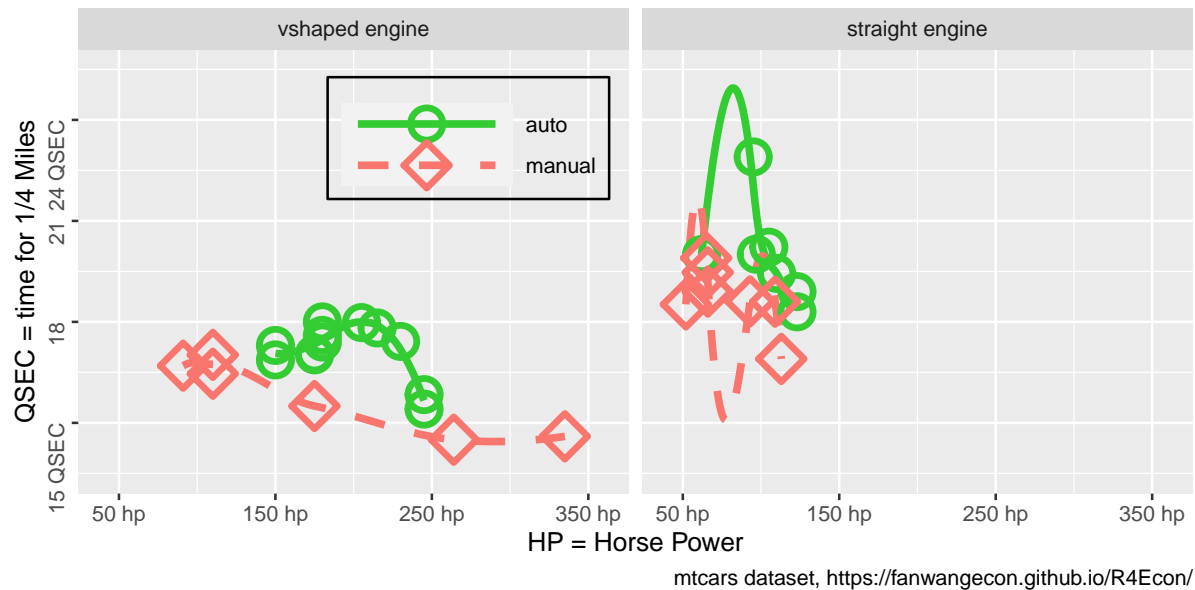 vshaped engine
straight engine
auto
manual
QSEC = time for 1/4 Miles
24 QSEC
21
18
15 QSEC
50 hp
150 hp
250 hp
350 hp
50 hp
150 hp
250 hp
350 hp
HP = Horse Power
mtcars dataset, https://fanwangecon.github.io/R4Econ/